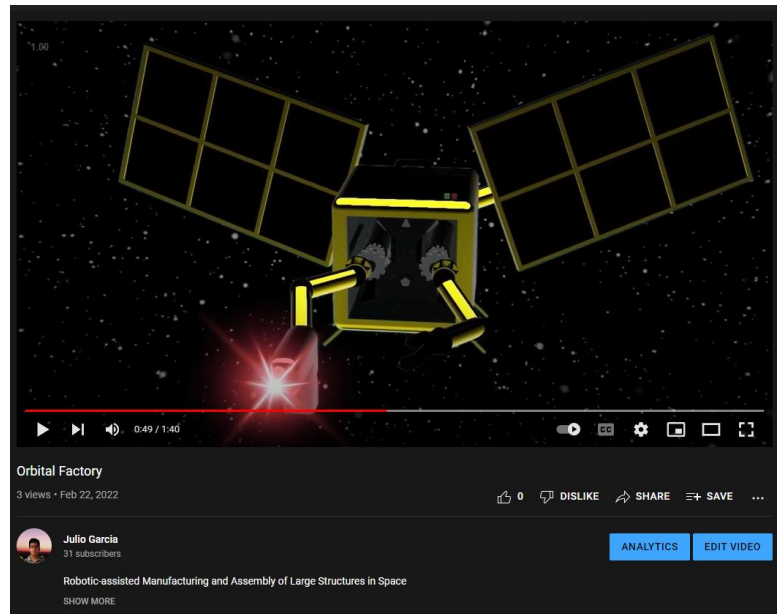 1.00
0:49 / 1:40
CC
Orbital Factory
3 views • Feb 22, 2022
0 DISLIKE SHARE SAVE ...
Julio Garcia
31 subscribers
ANALYTICS EDIT VIDEO
Robotic-assisted Manufacturing and Assembly of Large Structures in Space
SHOW MORE